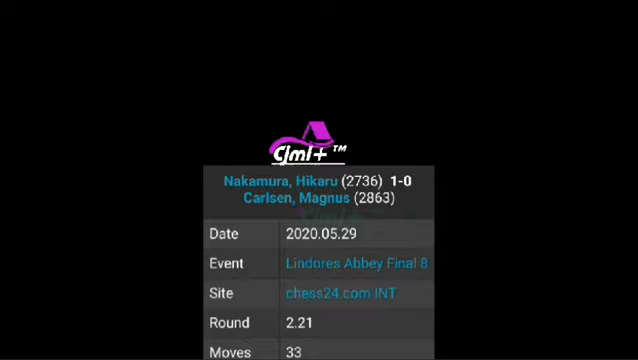 Cjml+ ™
Nakamura, Hikaru (2736) 1-0
Carlsen, Magnus (2863)
Date 2020.05.29
Event Lindores Abbey Final 8
Site chess24.com INT
Round 2.21
Moves 33